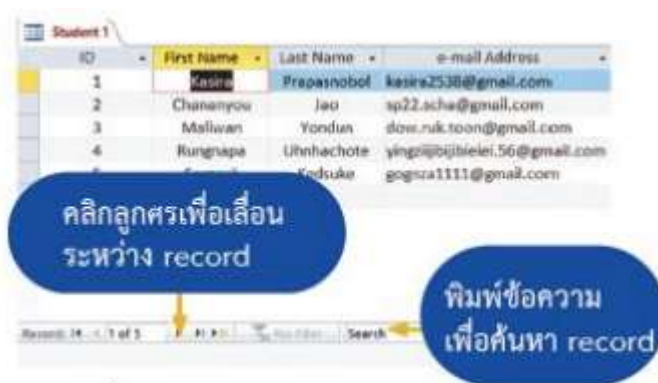 Student 1
ID First Name Last Name e-mail Address
1 Kasira Prapasnobol kasira2538@gmail.com
2 Chananyou Jao sp22.acha@gmail.com
3 Maliwan Yondun dow.ruk.toon@gmail.com
4 Rungnapa Uhnhachote
Kedsuke gogiza1111@gmail.com
คลิกลูกศรเพื่อเลื่อน
ระหว่าง record
พิมพ์ข้อความ
เพื่อค้นหา record
Record: 1 of 5 No Filter Search